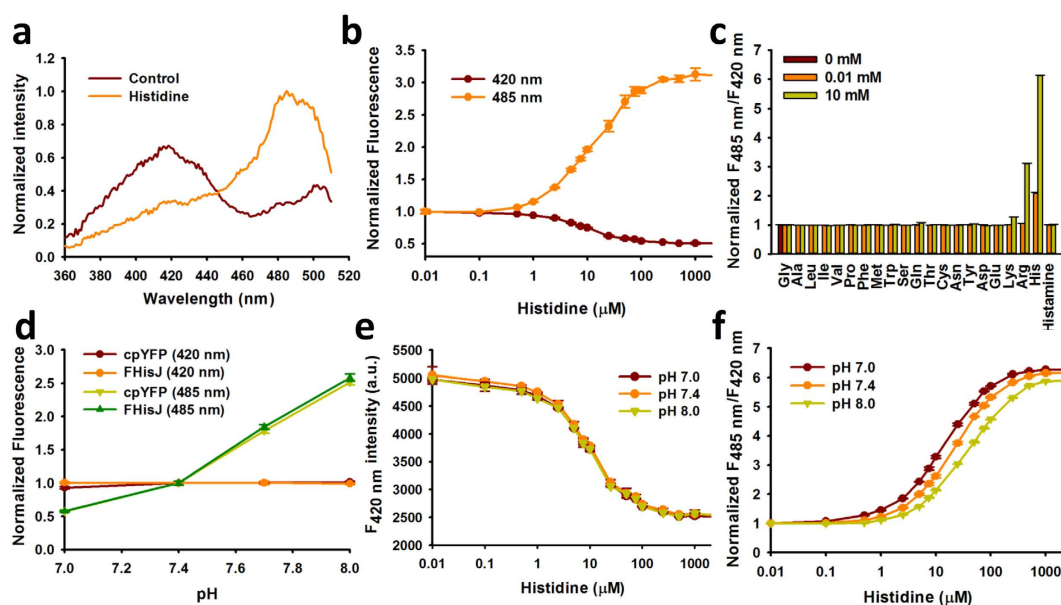 a
Normalized intensity
1.2
1.0
0.8
0.6
0.4
0.2
0.0
Control
Histidine
360 380 400 420 440 460 480 500 520
Wavelength (nm)
b
Normalized Fluorescence
3.5
3.0
2.5
2.0
1.5
1.0
0.5
420 nm
485 nm
0.01 0.1 1 10 100 1000
Histidine (μM)
c
Normalized F485 nm/F420 nm
7
6
5
4
3
2
1
0
0 mM
0.01 mM
10 mM
Gly
Ala
Leu
Ile
Val
Pro
Phe
Met
Trp
Ser
Gln
Thr
Cys
Asn
Tyr
Asp
Glu
Lys
Arg
His
Histamine
d
Normalized Fluorescence
3.0
2.5
2.0
1.5
1.0
0.5
0.0
cpYFP (420 nm)
FHisJ (420 nm)
cpYFP (485 nm)
FHisJ (485 nm)
7.0 7.2 7.4 7.6 7.8 8.0
pH
e
F420 nm intensity (a.u.)
5500
5000
4500
4000
3500
3000
2500
2000
pH 7.0
pH 7.4
pH 8.0
0.01 0.1 1 10 100 1000
Histidine (μM)
f
Normalized F485 nm/F420 nm
7
6
5
4
3
2
1
0
pH 7.0
pH 7.4
pH 8.0
0.01 0.1 1 10 100 1000
Histidine (μM)